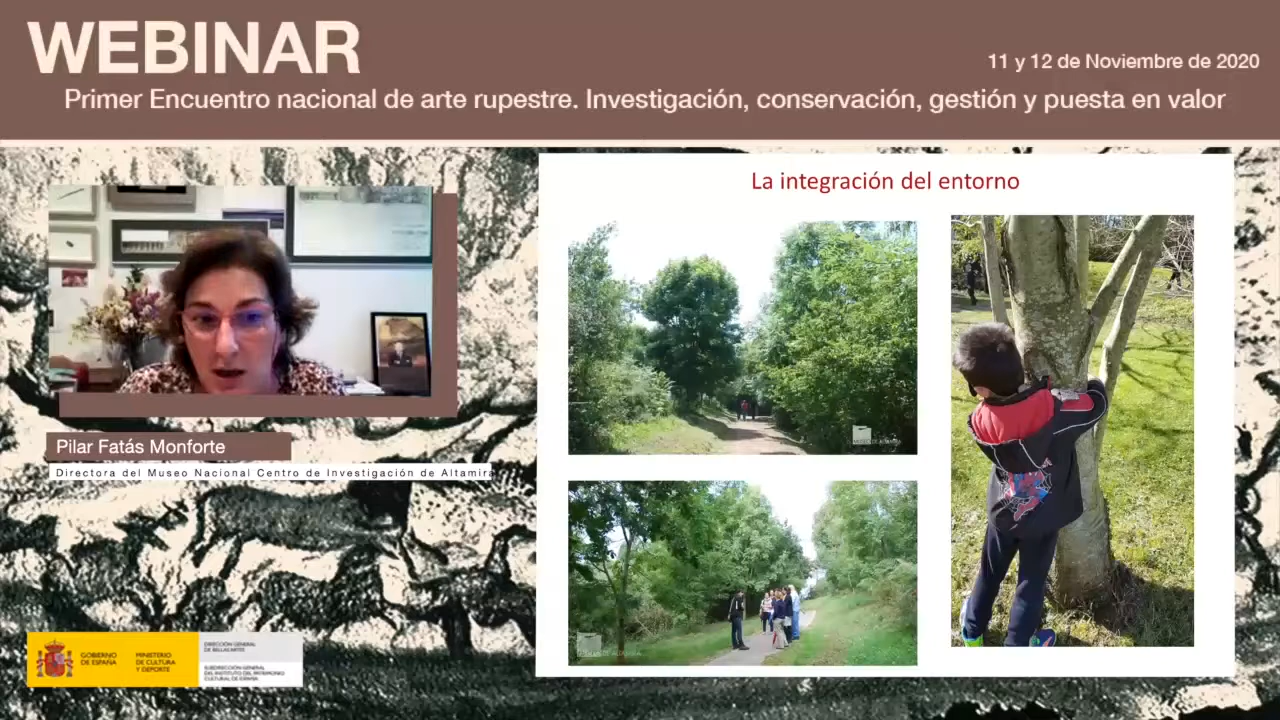 WEBINAR
11 y 12 de Noviembre de 2020
Primer Encuentro nacional de arte rupestre. Investigación, conservación, gestión y puesta en valor
La integración del entorno
Pilar Fatás Monforte
Directora del Museo Nacional Centro de Investigación de Altamira
GOBIERNO
DE ESPAÑA
MINISTERIO
DE CULTURA
Y DEPORTE
DIRECCIÓN GENERAL
DE BELLAS ARTES
SUBDIRECCIÓN GENERAL
DEL INSTITUTO DEL PATRIMONIO
CULTURAL DE ESPAÑA